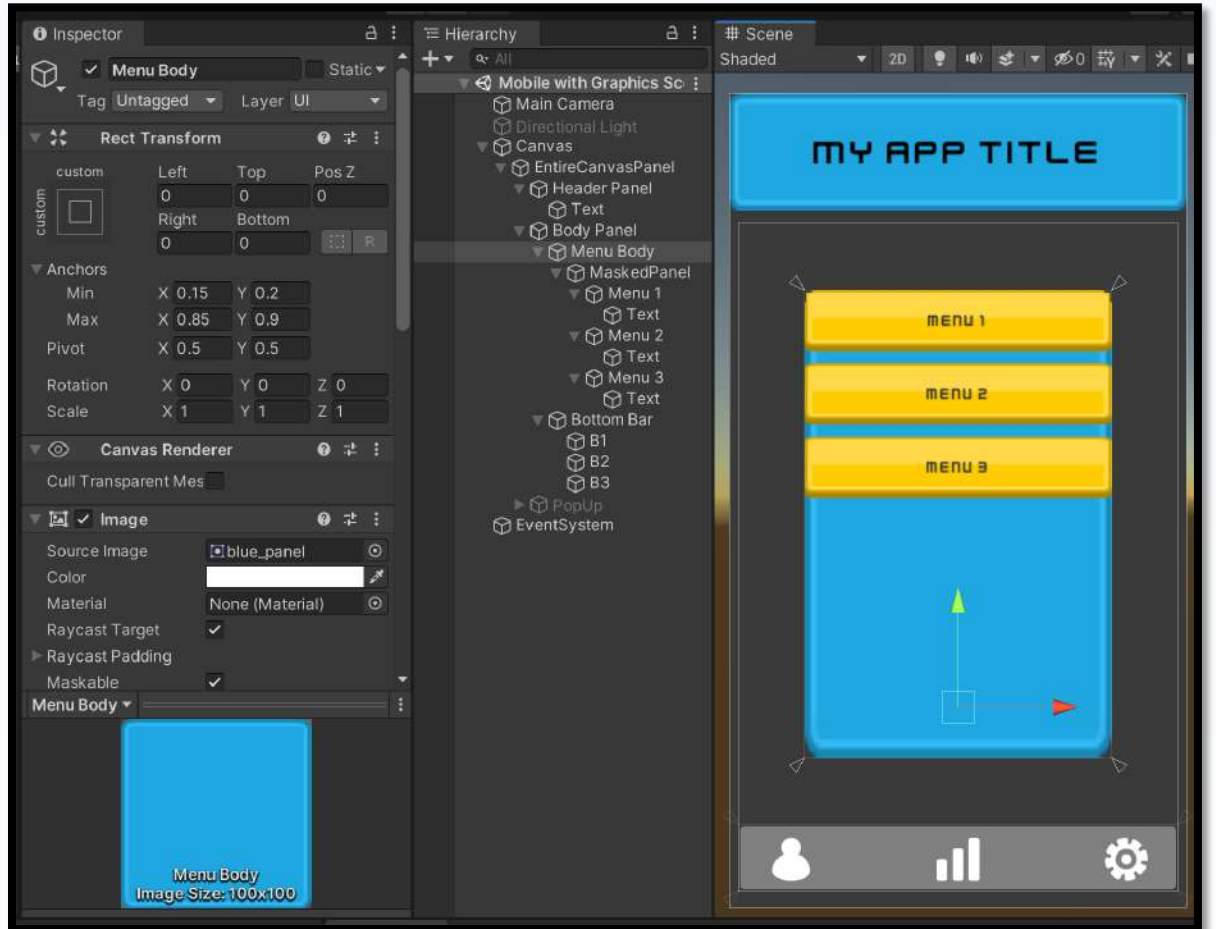 Inspector
Menu Body Static
Tag Untagged Layer UI
Rect Transform
custom Left Top Pos Z
custom
0 0 0
Right Bottom
0 0 R
Anchors
Min X 0.15 Y 0.2
Max X 0.85 Y 0.9
Pivot X 0.5 Y 0.5
Rotation X 0 Y 0 Z 0
Scale X 1 Y 1 Z 1
Canvas Renderer
Cull Transparent Mes
Image
Source Image blue_panel
Color
Material None (Material)
Raycast Target
Raycast Padding
Maskable
Menu Body
Menu Body
Image Size: 100x100
Hierarchy
All
Mobile with Graphics Sc
Main Camera
Directional Light
Canvas
EntireCanvasPanel
Header Panel
Text
Body Panel
Menu Body
MaskedPanel
Menu 1
Text
Menu 2
Text
Menu 3
Text
Bottom Bar
B1
B2
B3
PopUp
EventSystem
Scene
Shaded 2D 0
MY APP TITLE
MENU 1
MENU 2
MENU 3